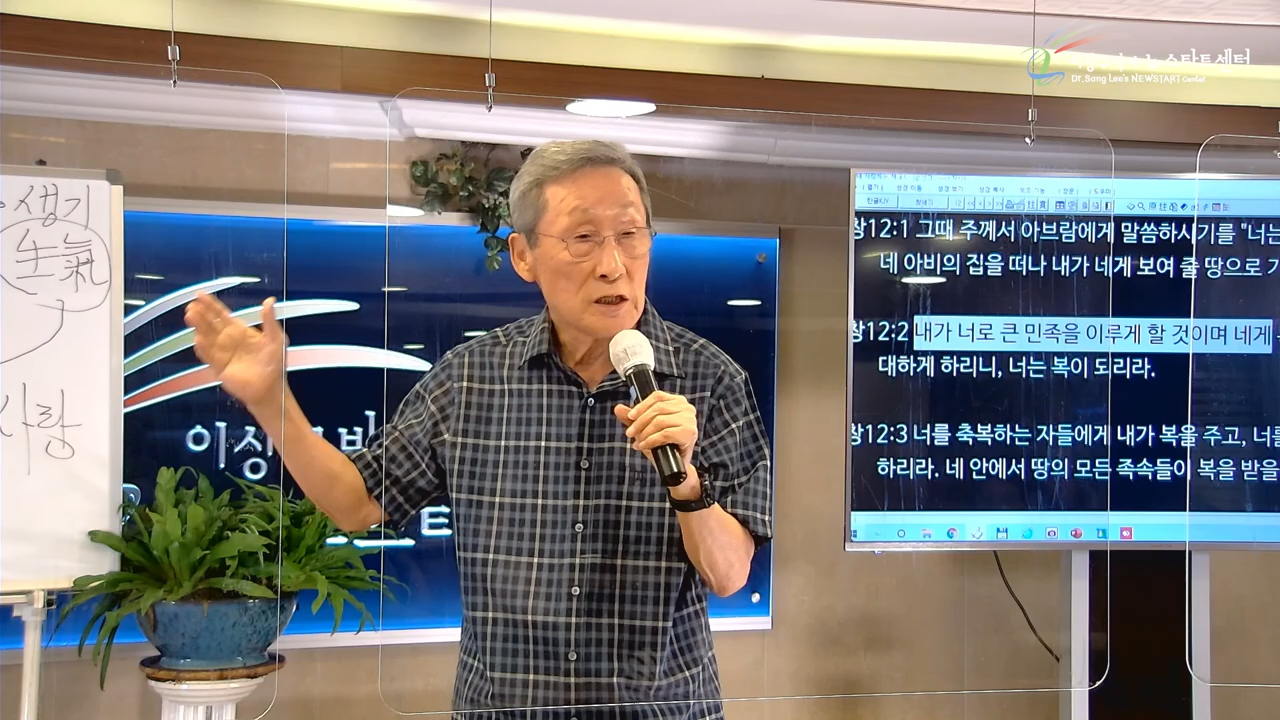 스타트센터
Dr.Sang Lee's NEWSTART Center
생기
生氣
사랑
창12:1 그때 주께서 아브람에게 말씀하시기를 "너는
네 아비의 집을 떠나 내가 네게 보여 줄 땅으로
창12:2 내가 너로 큰 민족을 이루게 할 것이며 네게
대하게 하리니, 너는 복이 되리라.
창12:3 너를 축복하는 자들에게 내가 복을 주고, 너를
하리라. 네 안에서 땅의 모든 족속들이 복을 받을